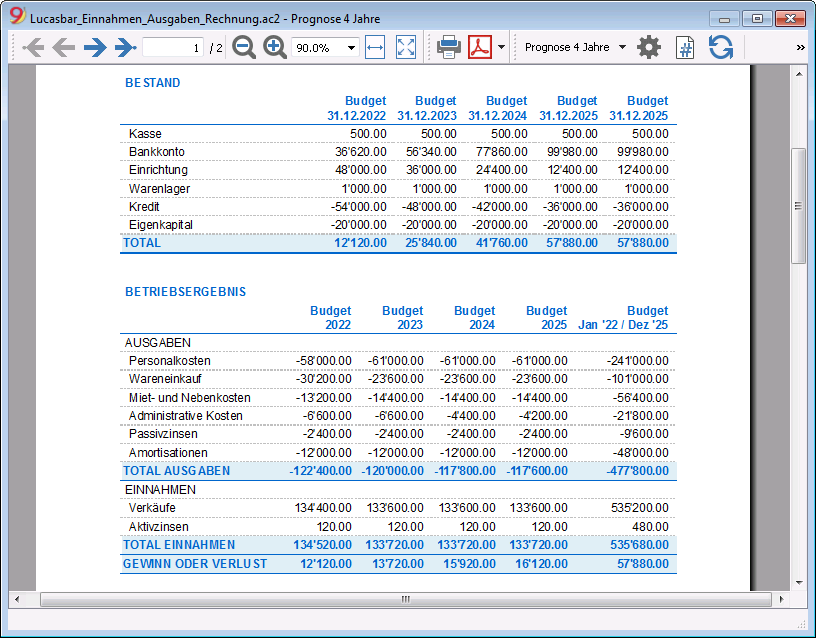 Lucasbar_Einnahmen_Ausgaben_Rechnung.ac2 - Prognose 4 Jahre
1 / 2 90.0% Prognose 4 Jahre # »
BESTAND
Budget Budget Budget Budget Budget
31.12.2022 31.12.2023 31.12.2024 31.12.2025 31.12.2025
Kasse 500.00 500.00 500.00 500.00 500.00
Bankkonto 36'620.00 56'340.00 77'860.00 99'980.00 99'980.00
Einrichtung 48'000.00 36'000.00 24'400.00 12'400.00 12'400.00
Warenlager 1'000.00 1'000.00 1'000.00 1'000.00 1'000.00
Kredit -54'000.00 -48'000.00 -42'000.00 -36'000.00 -36'000.00
Eigenkapital -20'000.00 -20'000.00 -20'000.00 -20'000.00 -20'000.00
TOTAL 12'120.00 25'840.00 41'760.00 57'880.00 57'880.00
BETRIEBSERGEBNIS
Budget Budget Budget Budget Budget
2022 2023 2024 2025 Jan '22 / Dez '25
AUSGABEN
Personalkosten -58'000.00 -61'000.00 -61'000.00 -61'000.00 -241'000.00
Wareneinkauf -30'200.00 -23'600.00 -23'600.00 -23'600.00 -101'000.00
Miet- und Nebenkosten -13'200.00 -14'400.00 -14'400.00 -14'400.00 -56'400.00
Administrative Kosten -6'600.00 -6'600.00 -4'400.00 -4'200.00 -21'800.00
Passivzinsen -2'400.00 -2'400.00 -2'400.00 -2'400.00 -9'600.00
Amortisationen -12'000.00 -12'000.00 -12'000.00 -12'000.00 -48'000.00
TOTAL AUSGABEN -122'400.00 -120'000.00 -117'800.00 -117'600.00 -477'800.00
EINNAHMEN
Verkäufe 134'400.00 133'600.00 133'600.00 133'600.00 535'200.00
Aktivzinsen 120.00 120.00 120.00 120.00 480.00
TOTAL EINNAHMEN 134'520.00 133'720.00 133'720.00 133'720.00 535'680.00
GEWINN ODER VERLUST 12'120.00 13'720.00 15'920.00 16'120.00 57'880.00